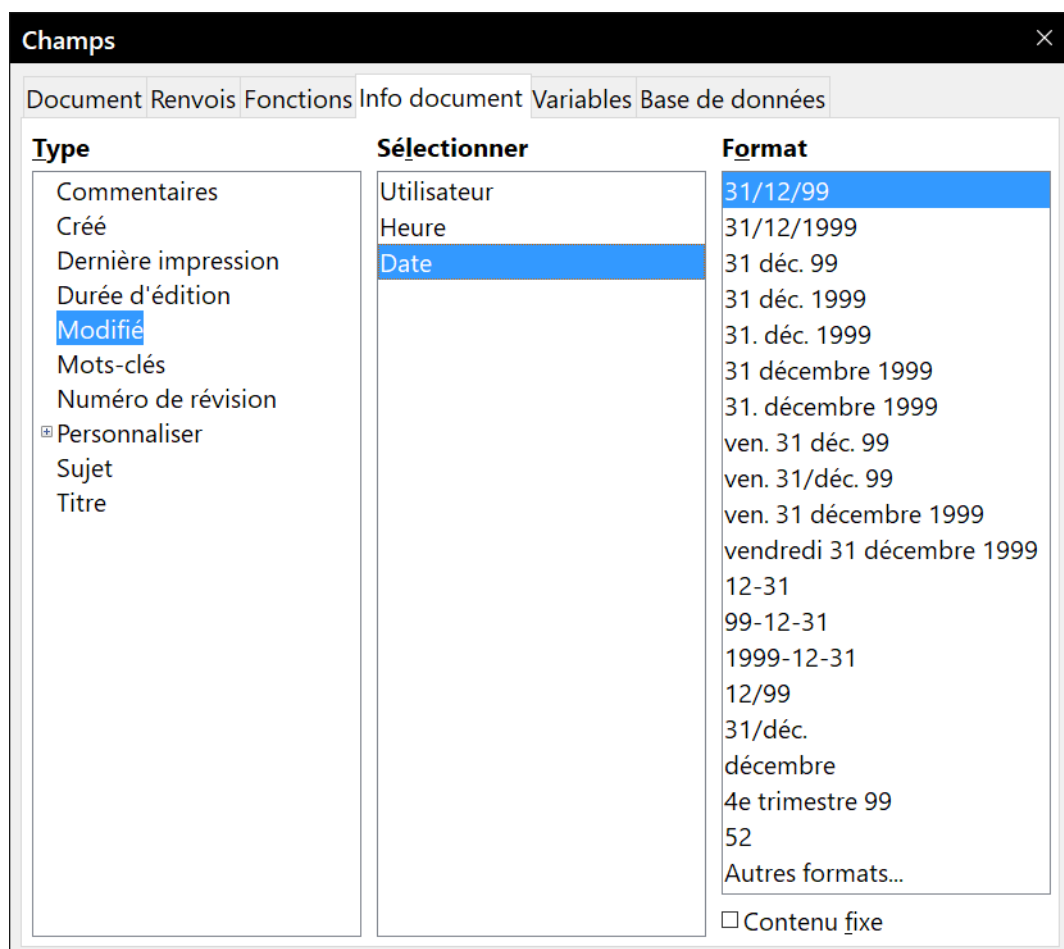 Champs
Document Renvois Fonctions Info document Variables Base de données
Type
Commentaires
Créé
Dernière impression
Durée d'édition
Modifié
Mots-clés
Numéro de révision
Personnaliser
Sujet
Titre
Sélectionner
Utilisateur
Heure
Date
Format
31/12/99
31/12/1999
31 déc. 99
31 déc. 1999
31. déc. 1999
31 décembre 1999
31. décembre 1999
ven. 31 déc. 99
ven. 31/déc. 99
ven. 31 décembre 1999
vendredi 31 décembre 1999
12-31
99-12-31
1999-12-31
12/99
31/déc.
décembre
4e trimestre 99
52
Autres formats...
Contenu fixe